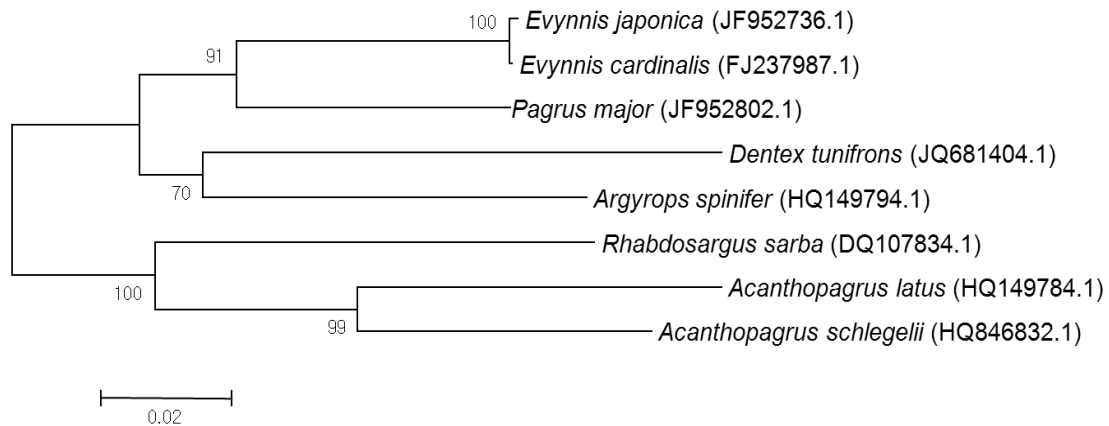 100
Evynnis japonica (JF952736.1)
91
Evynnis cardinalis (FJ237987.1)
Pagrus major (JF952802.1)
Dentex tunifrons (JQ681404.1)
70
Argyrops spinifer (HQ149794.1)
Rhabdosargus sarba (DQ107834.1)
100
Acanthopagrus latus (HQ149784.1)
99
Acanthopagrus schlegelii (HQ846832.1)
0.02